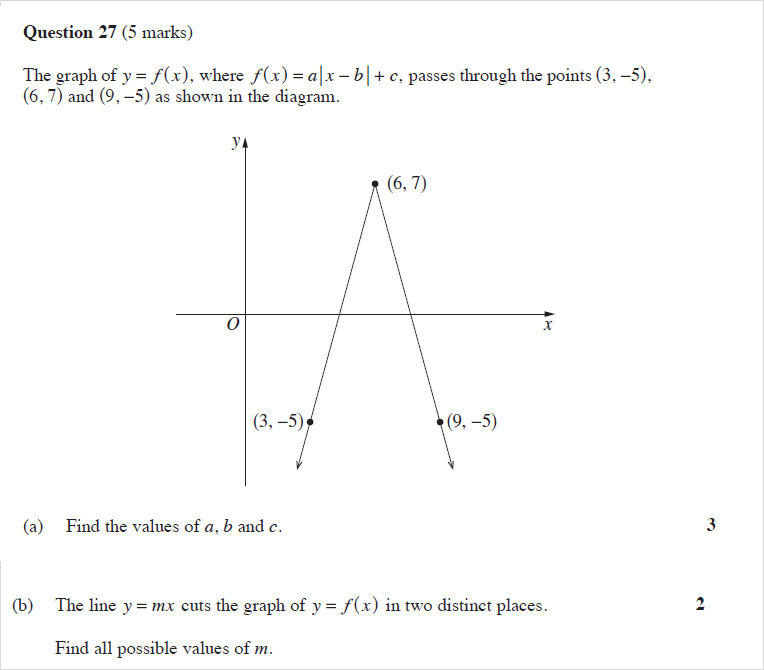 Question 27 (5 marks)
The graph of y = f(x), where f(x) = a|x – b| + c, passes through the points (3, –5),
(6, 7) and (9, –5) as shown in the diagram.
y
(6, 7)
O
x
(3, –5)
(9, –5)
(a) Find the values of a, b and c. 3
(b) The line y = mx cuts the graph of y = f(x) in two distinct places. 2
Find all possible values of m.